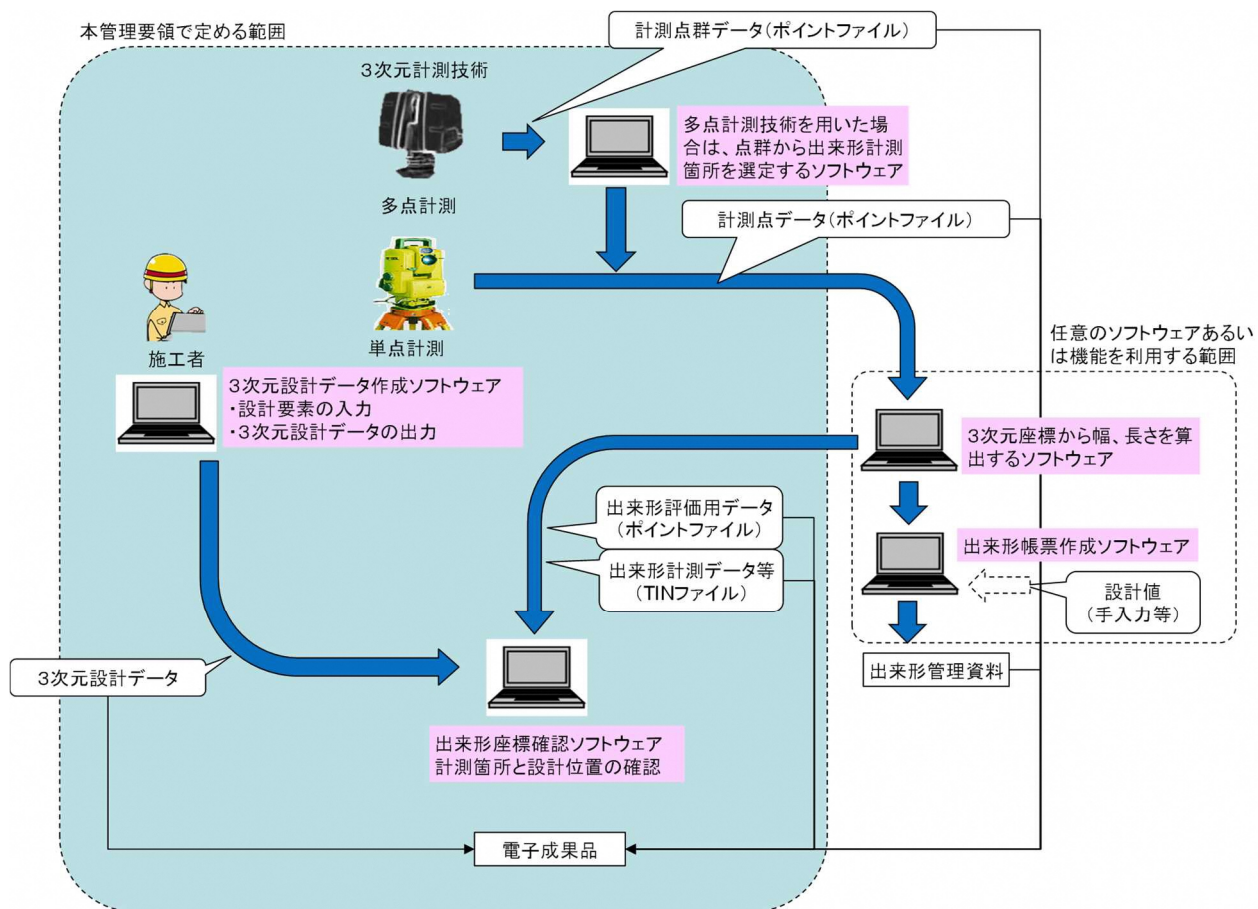 本管理要領で定める範囲
計測点群データ(ポイントファイル)
3次元計測技術
多点計測技術を用いた場
合は、点群から出来形計測
箇所を選定するソフトウェア
多点計測
計測点データ(ポイントファイル)
単点計測
施工者
任意のソフトウェアあるい
は機能を利用する範囲
3次元設計データ作成ソフトウェア
・設計要素の入力
・3次元設計データの出力
3次元座標から幅、長さを算
出するソフトウェア
出来形評価用データ
(ポイントファイル)
出来形帳票作成ソフトウェア
出来形計測データ等
(TINファイル)
設計値
(手入力等)
3次元設計データ
出来形管理資料
出来形座標確認ソフトウェア
計測箇所と設計位置の確認
電子成果品